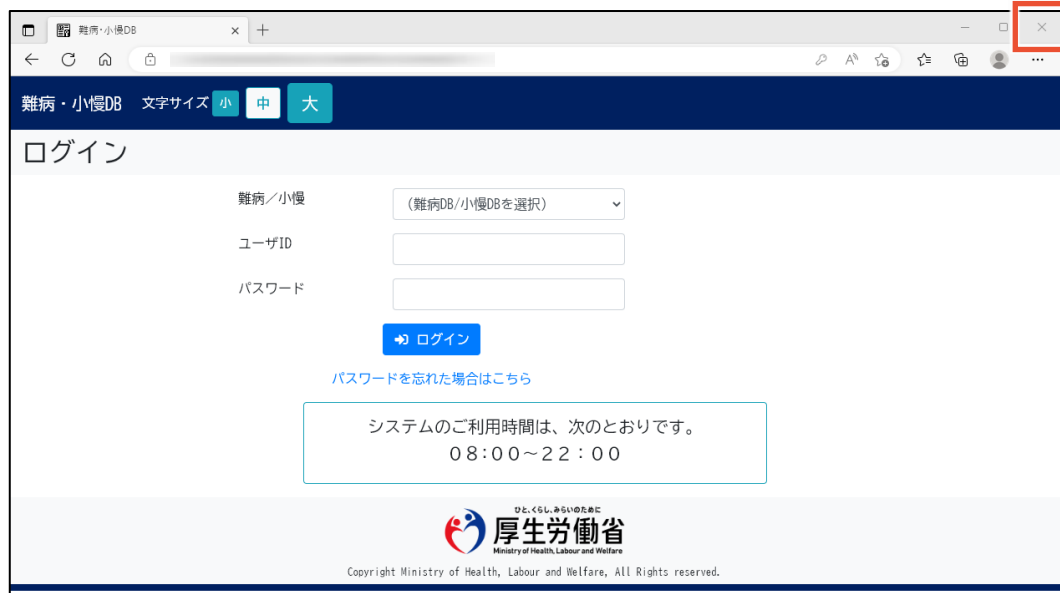 難病・小慢DB
難病・小慢DB 文字サイズ 小 中 大
ログイン
難病／小慢 (難病DB/小慢DBを選択)
ユーザID
パスワード
ログイン
パスワードを忘れた場合はこちら
システムのご利用時間は、次のとおりです。
０８：００～２２：００
ひと、くらし、みらいのために
厚生労働省
Ministry of Health, Labour and Welfare
Copyright Ministry of Health, Labour and Welfare, All Rights reserved.